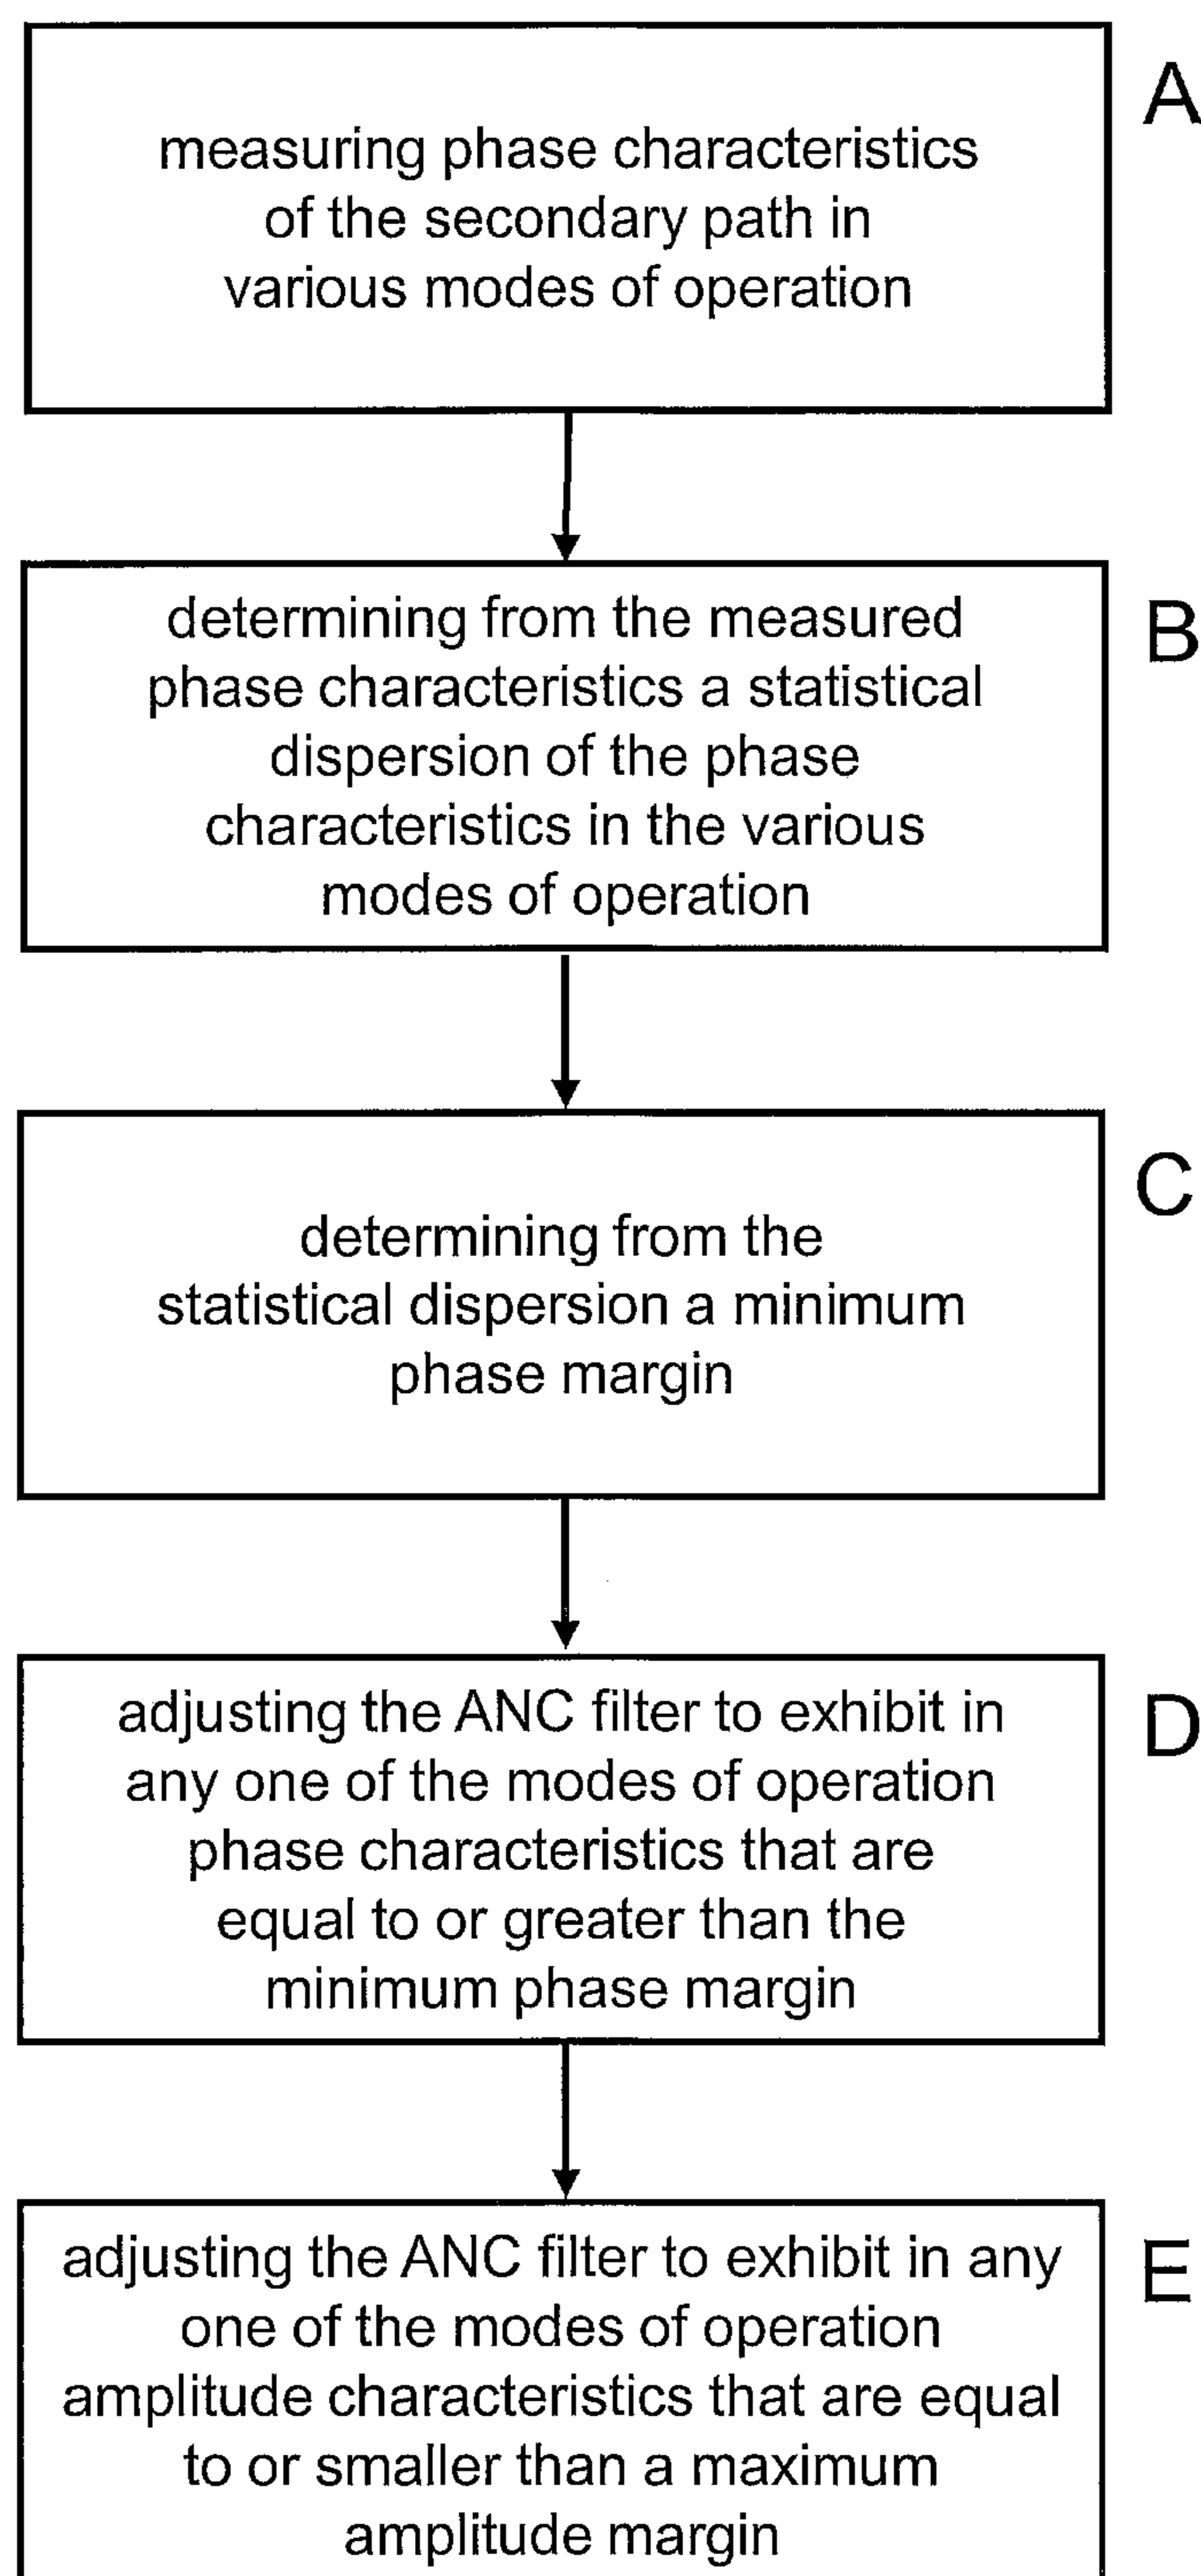 A
measuring phase characteristics
of the secondary path in
various modes of operation
B
determining from the measured
phase characteristics a statistical
dispersion of the phase
characteristics in the various
modes of operation
C
determining from the
statistical dispersion a minimum
phase margin
D
adjusting the ANC filter to exhibit in
any one of the modes of operation
phase characteristics that are
equal to or greater than the
minimum phase margin
E
adjusting the ANC filter to exhibit in any
one of the modes of operation
amplitude characteristics that are equal
to or smaller than a maximum
amplitude margin